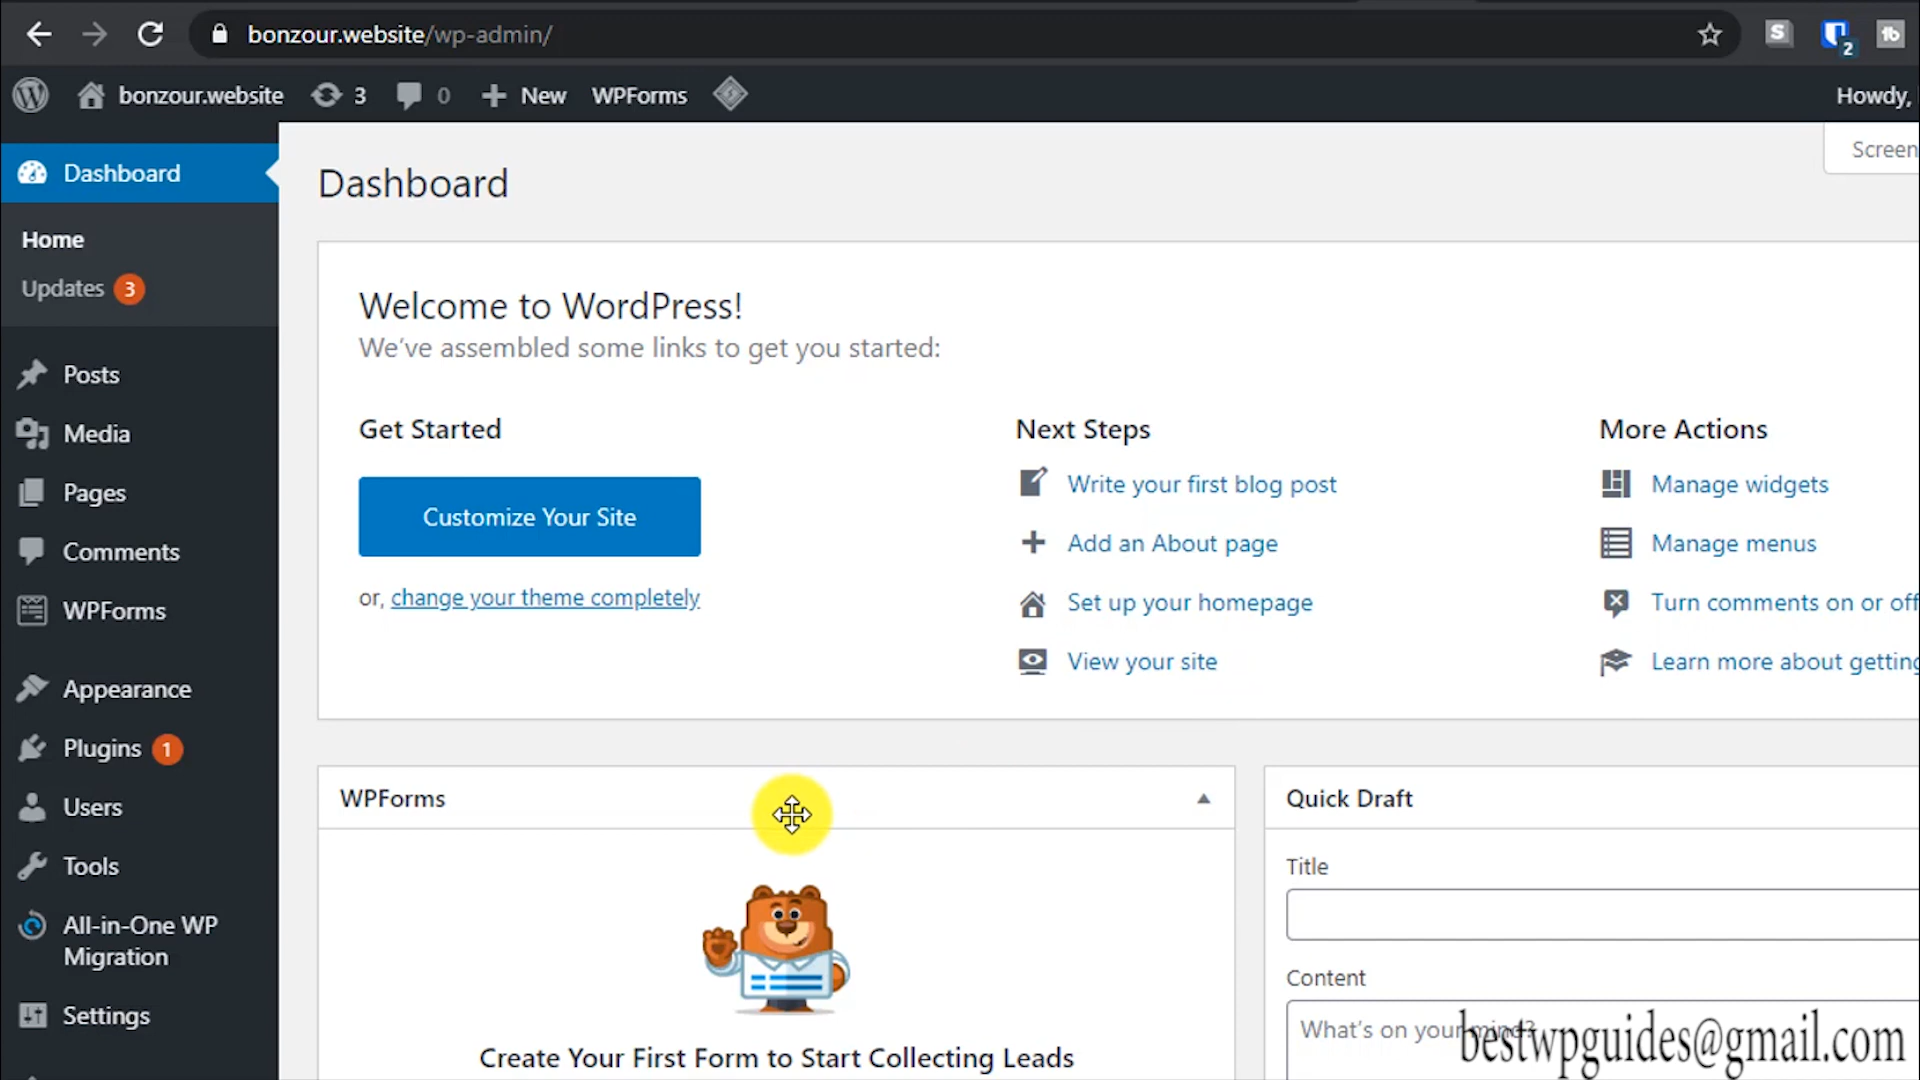 bonzour.website/wp-admin/
S
2
tb
bonzour.website 3 0 New WPForms
Howdy,
Dashboard
Home
Updates 3
Posts
Media
Pages
Comments
WPForms
Appearance
Plugins 1
Users
Tools
All-in-One WP
Migration
Settings
Screen
Dashboard
Welcome to WordPress!
We've assembled some links to get you started:
Get Started
Customize Your Site
or, change your theme completely
Next Steps
Write your first blog post
Add an About page
Set up your homepage
View your site
More Actions
Manage widgets
Manage menus
Turn comments on or off
Learn more about getting
WPForms
Create Your First Form to Start Collecting Leads
Quick Draft
Title
Content
What's on your mind?
bestwpguides@gmail.com